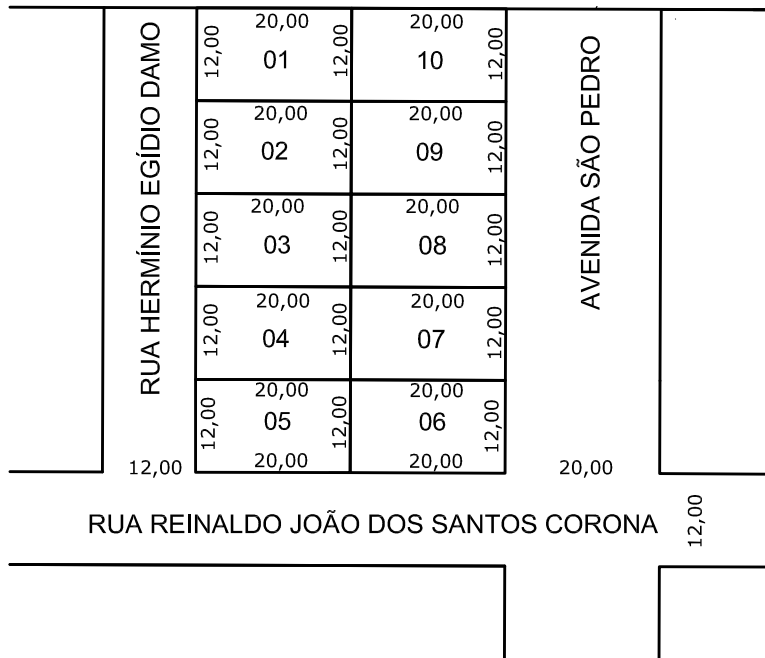 20,00 20,00
12,00 01 12,00 10 12,00
20,00 20,00
12,00 02 12,00 09 12,00
20,00 20,00
12,00 03 12,00 08 12,00
20,00 20,00
12,00 04 12,00 07 12,00
20,00 20,00
12,00 05 12,00 06 12,00
12,00 20,00 20,00 20,00
RUA HERMÍNIO EGÍDIO DAMO
AVENIDA SÃO PEDRO
RUA REINALDO JOÃO DOS SANTOS CORONA
12,00